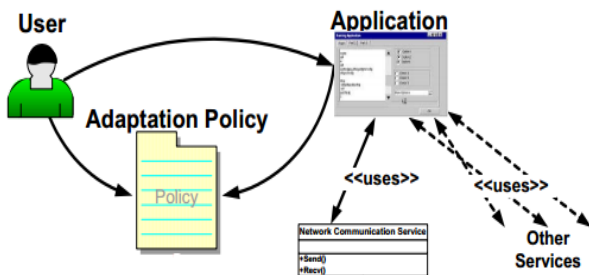 User
Application
Adaptation Policy
Policy
<<uses>>
<<uses>>
Network Communication Service
+Send()
+Recv()
Other
Services